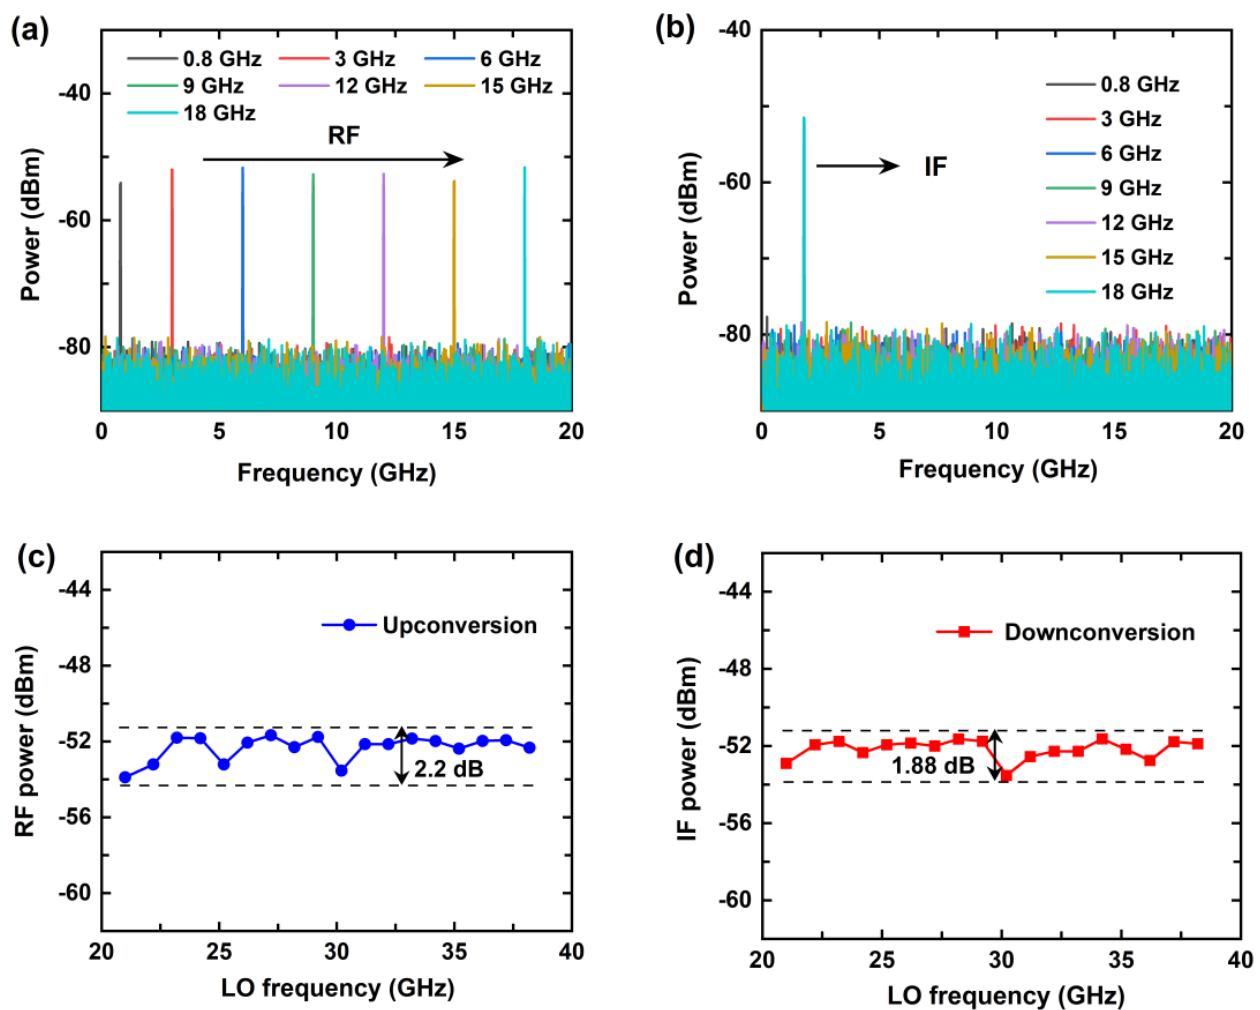 (a)
0.8 GHz 3 GHz 6 GHz
9 GHz 12 GHz 15 GHz
18 GHz
RF
-40
-60
-80
Power (dBm)
0 5 10 15 20
Frequency (GHz)
(b)
-40
-60
-80
Power (dBm)
0.8 GHz
3 GHz
6 GHz
9 GHz
12 GHz
15 GHz
18 GHz
IF
0 5 10 15 20
Frequency (GHz)
(c)
-44
-48
-52
-56
-60
RF power (dBm)
Upconversion
2.2 dB
20 25 30 35 40
LO frequency (GHz)
(d)
-44
-48
-52
-56
-60
IF power (dBm)
Downconversion
1.88 dB
20 25 30 35 40
LO frequency (GHz)